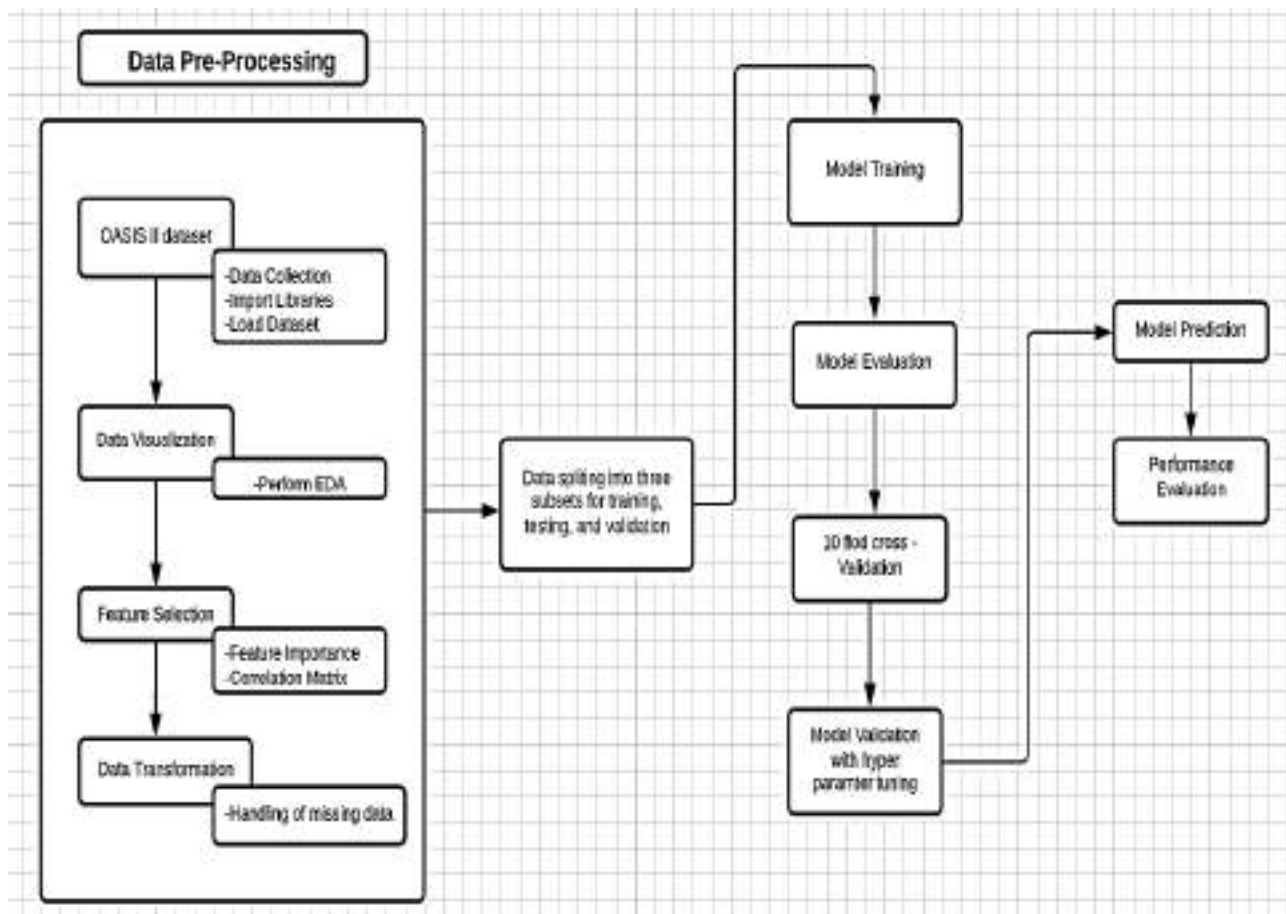 Data Pre-Processing
OASIS II dataset
-Data Collection
-Import Libraries
-Load Dataset
Data Visualization
-Perform EDA
Feature Selection
-Feature Importance
-Correlation Matrix
Data Transformation
-Handling of missing data
Data spliting into three
subsets for training,
testing, and validation
Model Training
Model Evaluation
10 flod cross -
Validation
Model Validation
with hyper
paramter tuning
Model Prediction
Performance
Evaluation